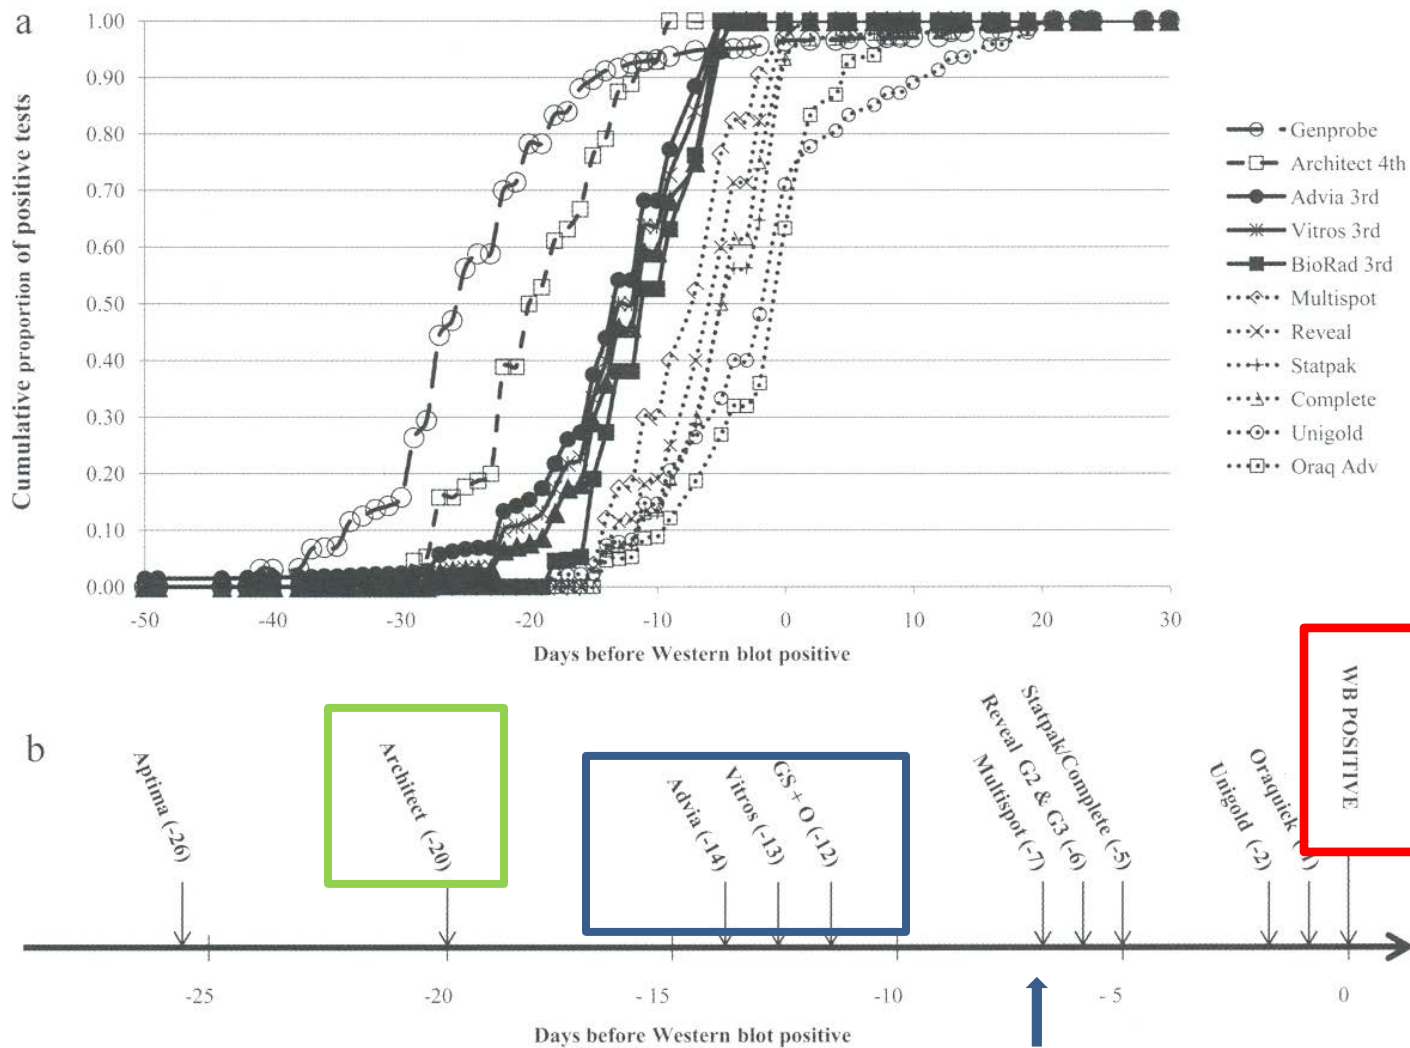 a
1.00
0.90
0.80
0.70
0.60
0.50
0.40
0.30
0.20
0.10
0.00
Cumulative proportion of positive tests
-50 -40 -30 -20 -10 0 10 20 30
Days before Western blot positive
Genprobe
Architect 4th
Advia 3rd
Vitros 3rd
BioRad 3rd
Multispot
Reveal
Statpak
Complete
Unigold
Oraq Adv
b
Aptima (-26)
Architect (-20)
Advia (-14)
Vitros (-13)
GS + O (-12)
Multispot (-7)
Reveal G2 & G3 (-6)
Statpak/Complete (-5)
Unigold (-2)
Oraquick
WB POSITIVE
-25 -20 - 15 -10 - 5 0
Days before Western blot positive